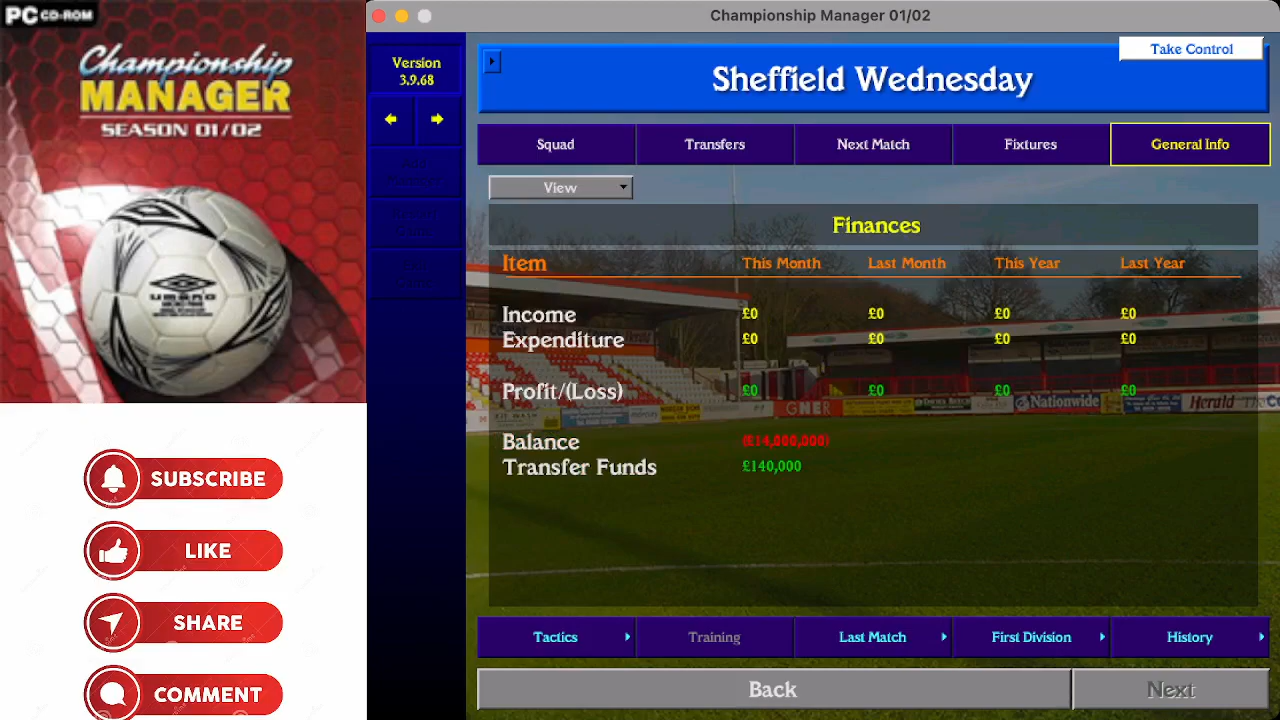 PC CD-ROM
Championship
MANAGER
SEASON 01/02
UMBRO
SUBSCRIBE
LIKE
SHARE
COMMENT
Championship Manager 01/02
Version
3.9.68
Take Control
Sheffield Wednesday
Squad
Transfers
Next Match
Fixtures
General Info
View
Finances
Item This Month Last Month This Year Last Year
Income £0 £0 £0 £0
Expenditure £0 £0 £0 £0
Profit/(Loss) £0 £0 £0 £0
Balance (£14,000,000)
Transfer Funds £140,000
GNER
Nationwide
Herald
Tactics
Training
Last Match
First Division
History
Back
Next